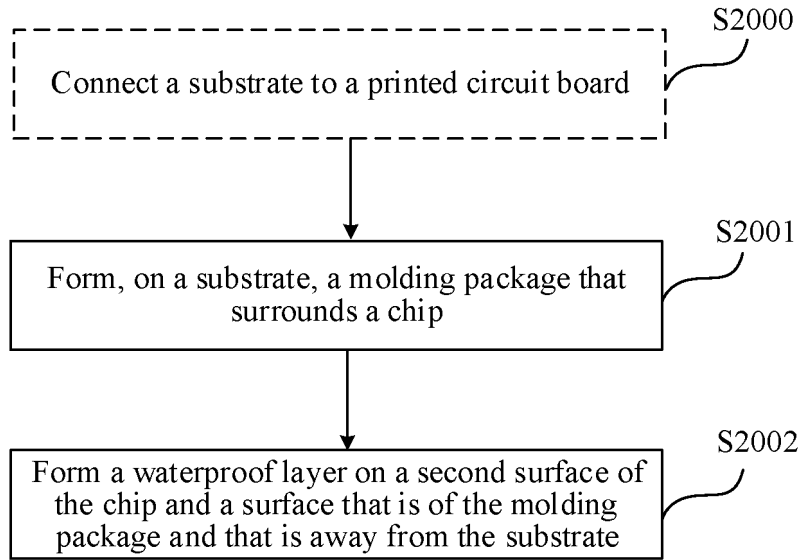 S2000
Connect a substrate to a printed circuit board
S2001
Form, on a substrate, a molding package that
surrounds a chip
S2002
Form a waterproof layer on a second surface of
the chip and a surface that is of the molding
package and that is away from the substrate